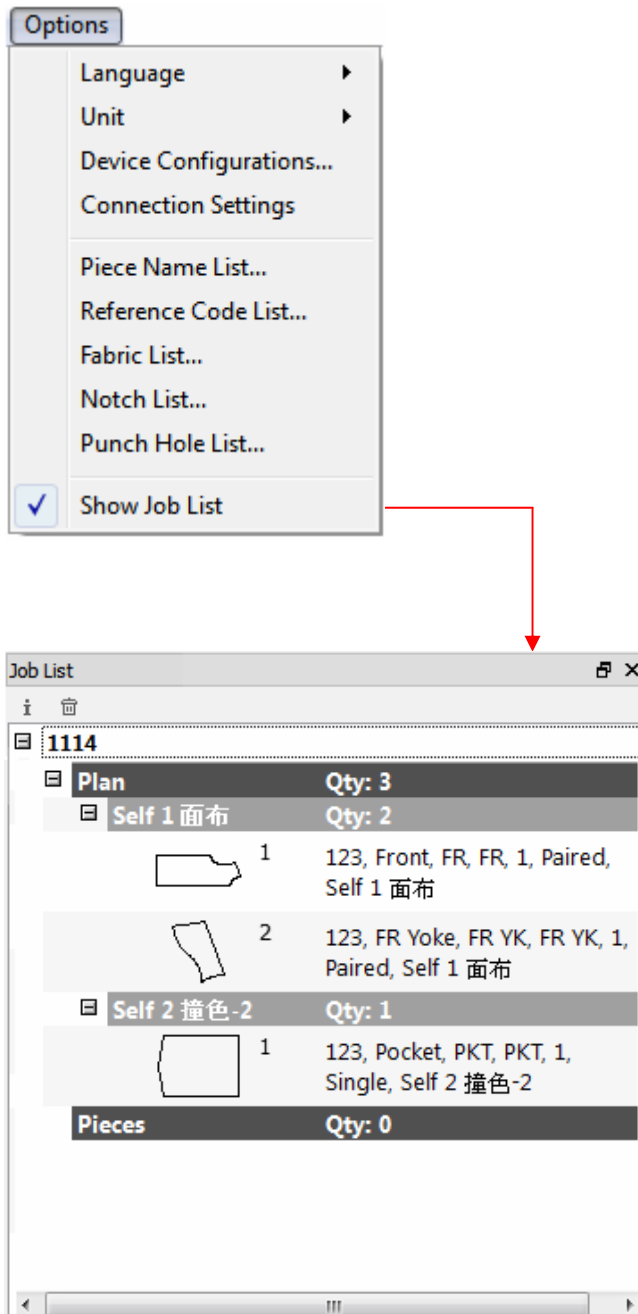 Options
Language
Unit
Device Configurations...
Connection Settings
Piece Name List...
Reference Code List...
Fabric List...
Notch List...
Punch Hole List...
Show Job List
Job List
1114
Plan Qty: 3
Self 1 面布 Qty: 2
1 123, Front, FR, FR, 1, Paired,
Self 1 面布
2 123, FR Yoke, FR YK, FR YK, 1,
Paired, Self 1 面布
Self 2 撞色-2 Qty: 1
1 123, Pocket, PKT, PKT, 1,
Single, Self 2 撞色-2
Pieces Qty: 0